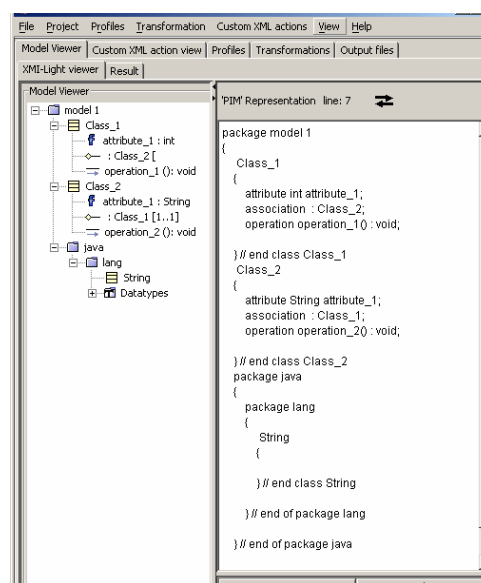 File Project Profiles Transformation Custom XML actions View Help
Model Viewer Custom XML action view Profiles Transformations Output files
XMI-Light viewer Result
Model Viewer
model 1
Class_1
attribute_1 : int
: Class_2 [
operation_1 (): void
Class_2
attribute_1 : String
: Class_1 [1..1]
operation_2 (): void
java
lang
String
Datatypes
'PIM' Representation line: 7
package model 1
{
Class_1
{
attribute int attribute_1;
association : Class_2;
operation operation_1() : void;
} // end class Class_1
Class_2
{
attribute String attribute_1;
association : Class_1;
operation operation_2() : void;
} // end class Class_2
package java
{
package lang
{
String
{
} // end class String
} // end of package lang
} // end of package java